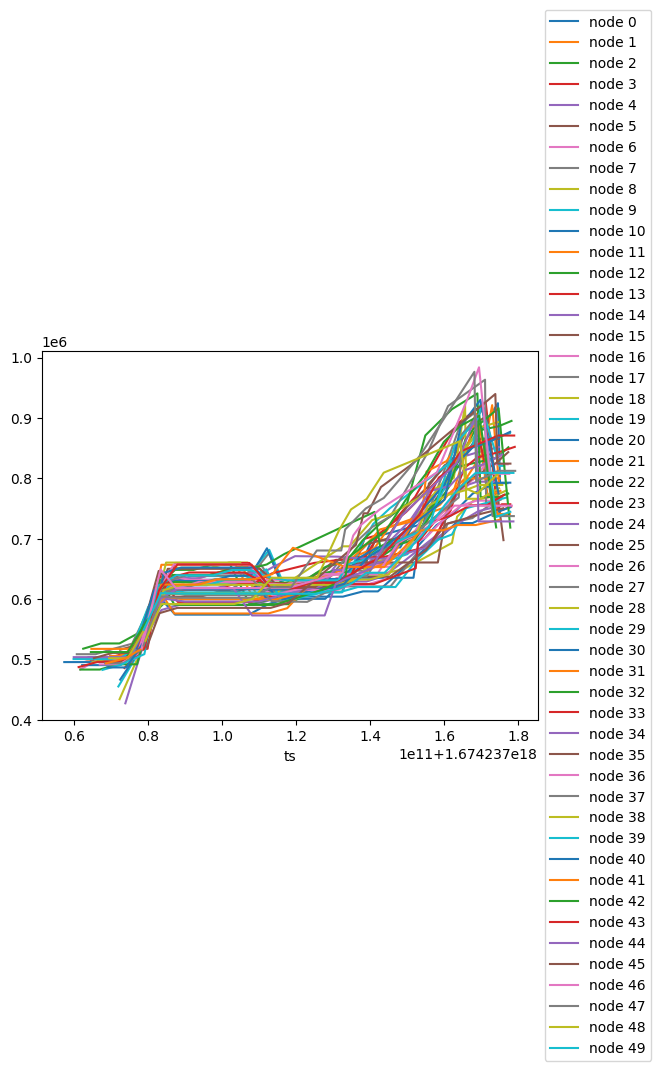 node 0
node 1
node 2
node 3
node 4
node 5
node 6
node 7
node 8
node 9
node 10
node 11
node 12
node 13
node 14
node 15
node 16
node 17
node 18
node 19
node 20
node 21
node 22
node 23
node 24
node 25
node 26
node 27
node 28
node 29
node 30
node 31
node 32
node 33
node 34
node 35
node 36
node 37
node 38
node 39
node 40
node 41
node 42
node 43
node 44
node 45
node 46
node 47
node 48
node 49
1e6
1.0
0.9
0.8
0.7
0.6
0.5
0.4
0.6 0.8 1.0 1.2 1.4 1.6 1.8
ts
1e11+1.674237e18